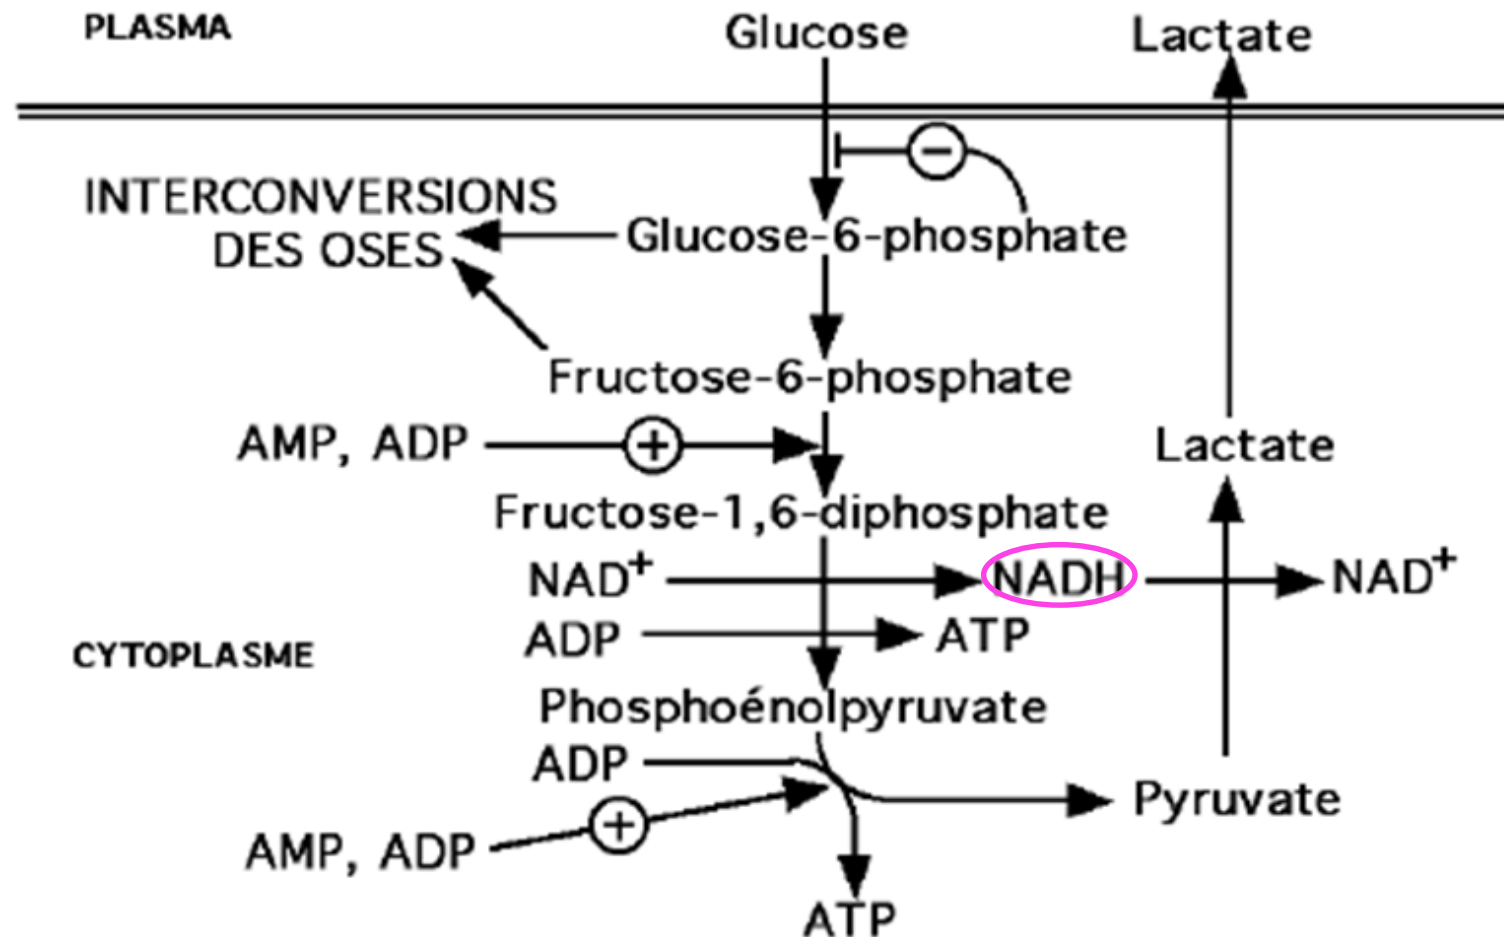 PLASMA
Glucose
Lactate
INTERCONVERSIONS
DES OSES
Glucose-6-phosphate
Fructose-6-phosphate
AMP, ADP
Lactate
Fructose-1,6-diphosphate
NAD+
NADH
NAD+
ADP
ATP
CYTOPLASME
Phosphoénolpyruvate
ADP
Pyruvate
AMP, ADP
ATP